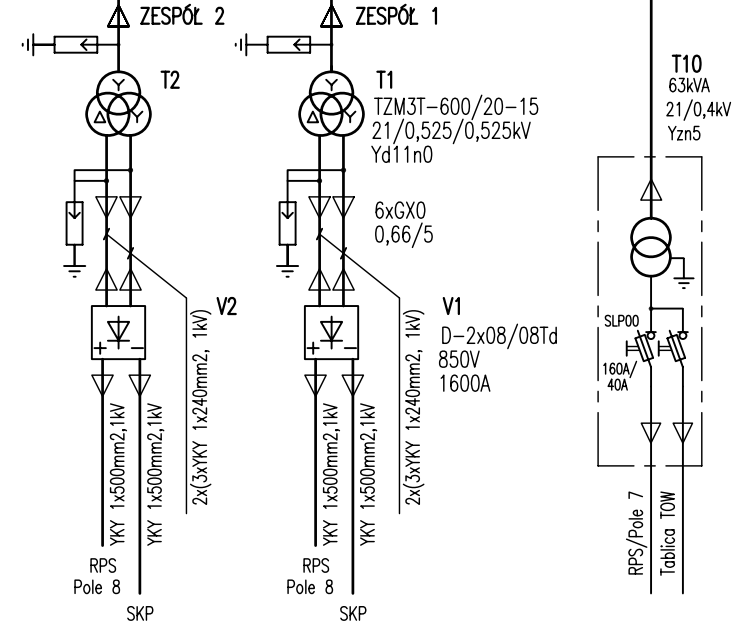 ZESPÓŁ 2
T2
Y
Δ
Y
V2
+
−
YKY 1x500mm2,1kV
YKY 1x500mm2,1kV
2x(3xYKY 1x240mm2, 1kV)
RPS
Pole 8
SKP
ZESPÓŁ 1
T1
TZM3T-600/20-15
21/0,525/0,525kV
Yd11n0
Y
Δ
Y
6xGXO
0,66/5
V1
D-2x08/08Td
850V
1600A
+
−
YKY 1x500mm2,1kV
YKY 1x500mm2,1kV
2x(3xYKY 1x240mm2, 1kV)
RPS
Pole 8
SKP
T10
63kVA
21/0,4kV
Yzn5
SLP00
160A/
40A
RPS/Pole 7
Tablica TOW